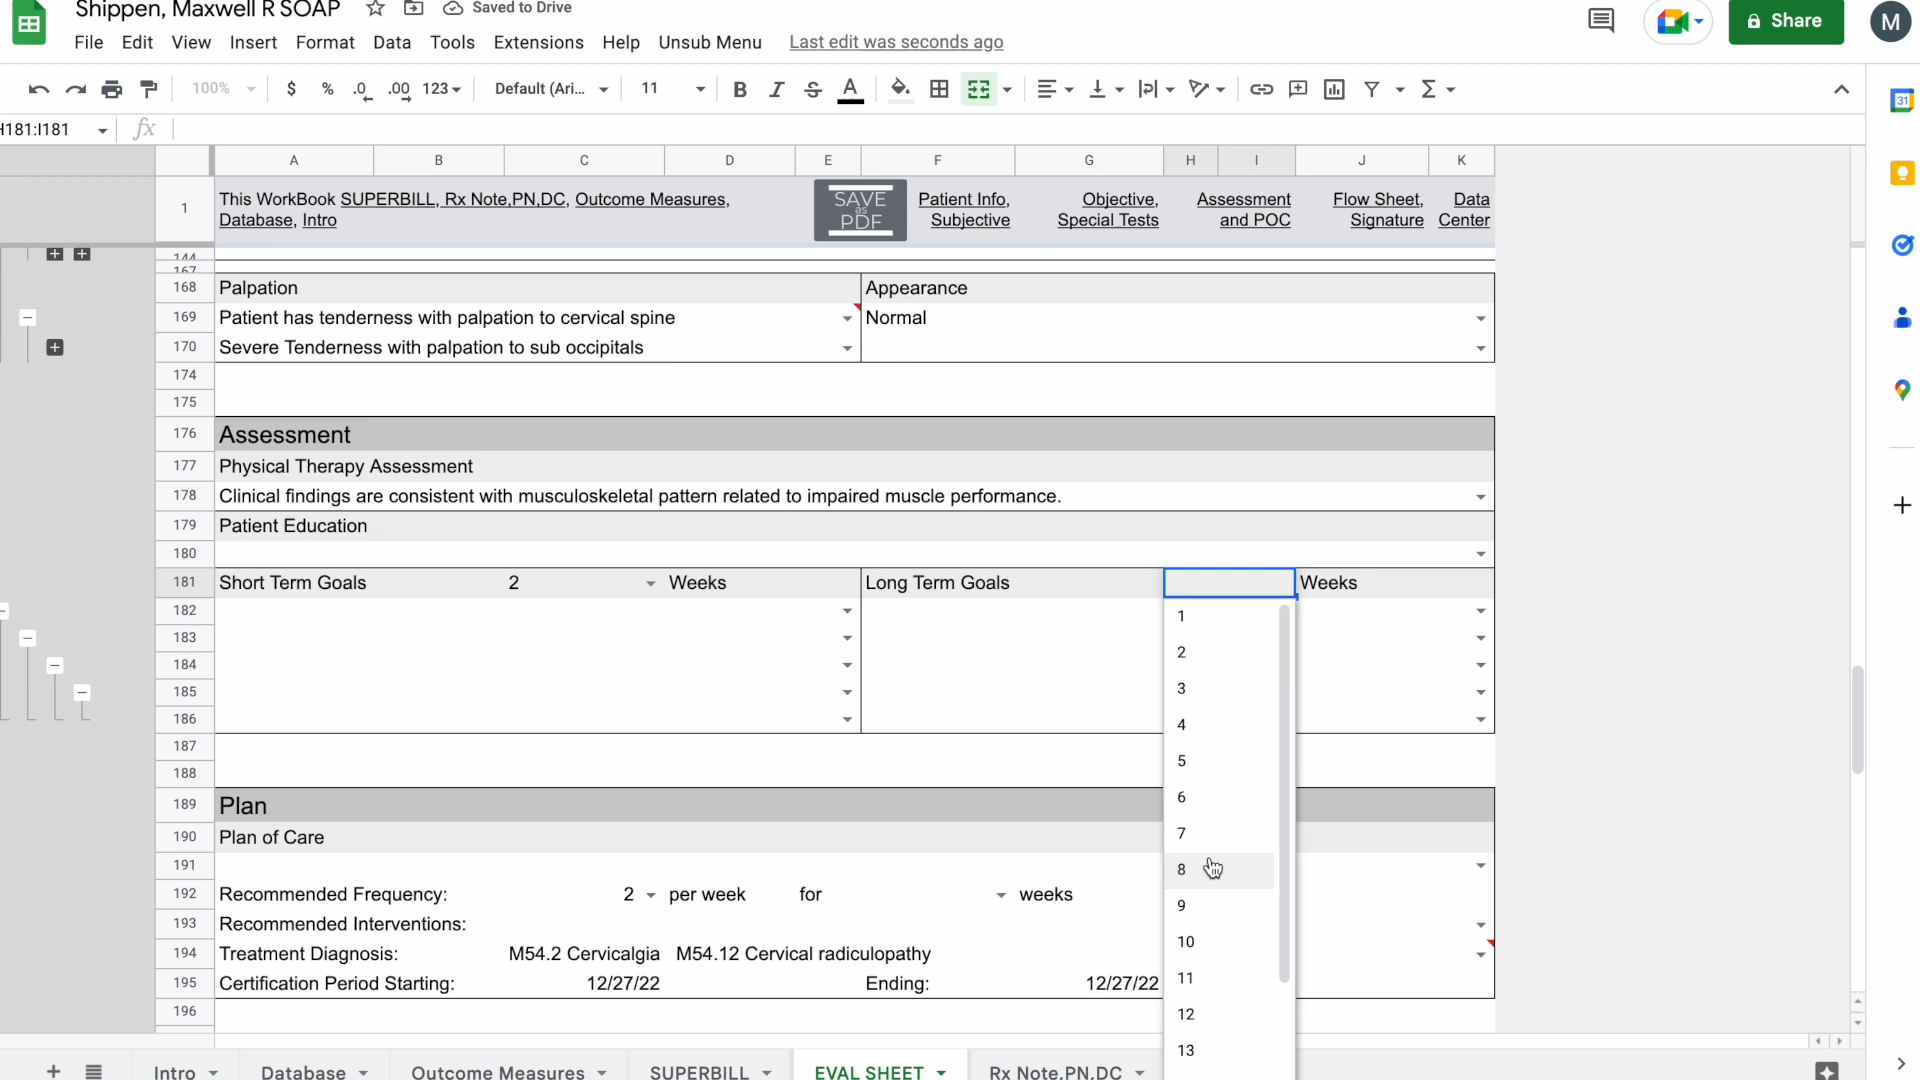 Shippen, Maxwell R SOAP
Saved to Drive
File Edit View Insert Format Data Tools Extensions Help Unsub Menu Last edit was seconds ago
Share
M
100% $ % .0 .00 123 Default (Ari... 11 B I S A
31
H181:I181 fx
A B C D E F G H I J K
1
This WorkBook SUPERBILL, Rx Note,PN,DC, Outcome Measures,
Database, Intro
SAVE
as
PDF
Patient Info,
Subjective
Objective,
Special Tests
Assessment
and POC
Flow Sheet,
Signature
Data
Center
144
167
168 Palpation Appearance
169 Patient has tenderness with palpation to cervical spine Normal
170 Severe Tenderness with palpation to sub occipitals
174
175
176 Assessment
177 Physical Therapy Assessment
178 Clinical findings are consistent with musculoskeletal pattern related to impaired muscle performance.
179 Patient Education
180
181 Short Term Goals 2 Weeks Long Term Goals Weeks
182
183
184
185
186
187
188
189 Plan
190 Plan of Care
191
192 Recommended Frequency: 2 per week for weeks
193 Recommended Interventions:
194 Treatment Diagnosis: M54.2 Cervicalgia M54.12 Cervical radiculopathy
195 Certification Period Starting: 12/27/22 Ending: 12/27/22
196
1
2
3
4
5
6
7
8
9
10
11
12
13
Intro Database Outcome Measures SUPERBILL EVAL SHEET Rx Note,PN,DC